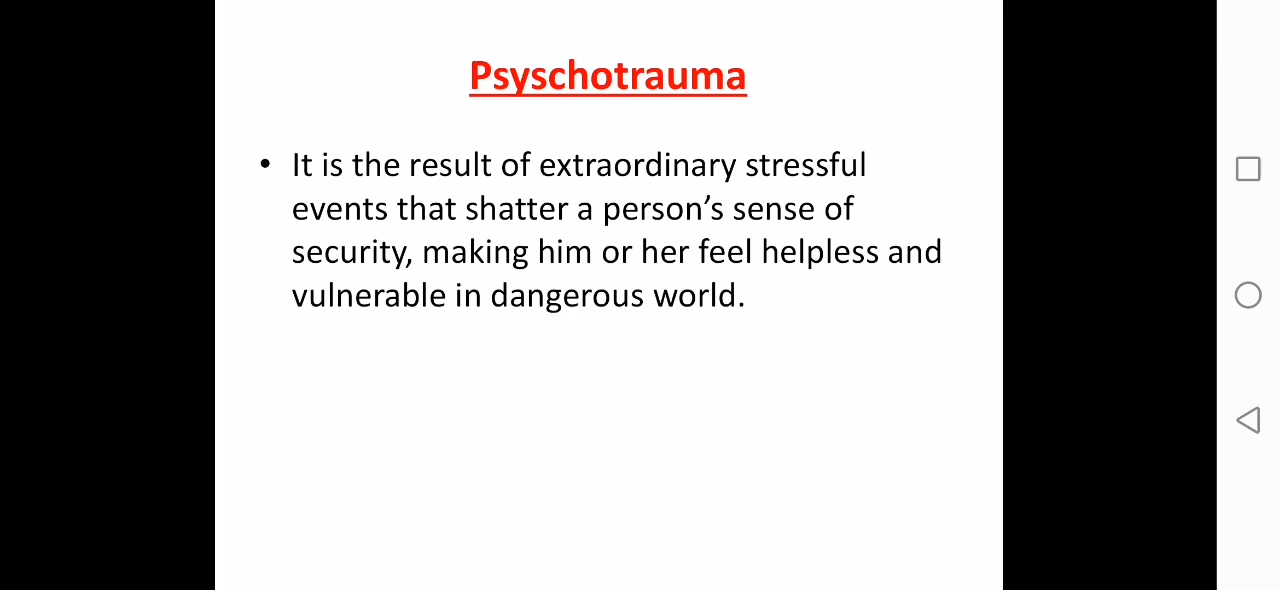 Psyschotrauma
• It is the result of extraordinary stressful
events that shatter a person’s sense of
security, making him or her feel helpless and
vulnerable in dangerous world.